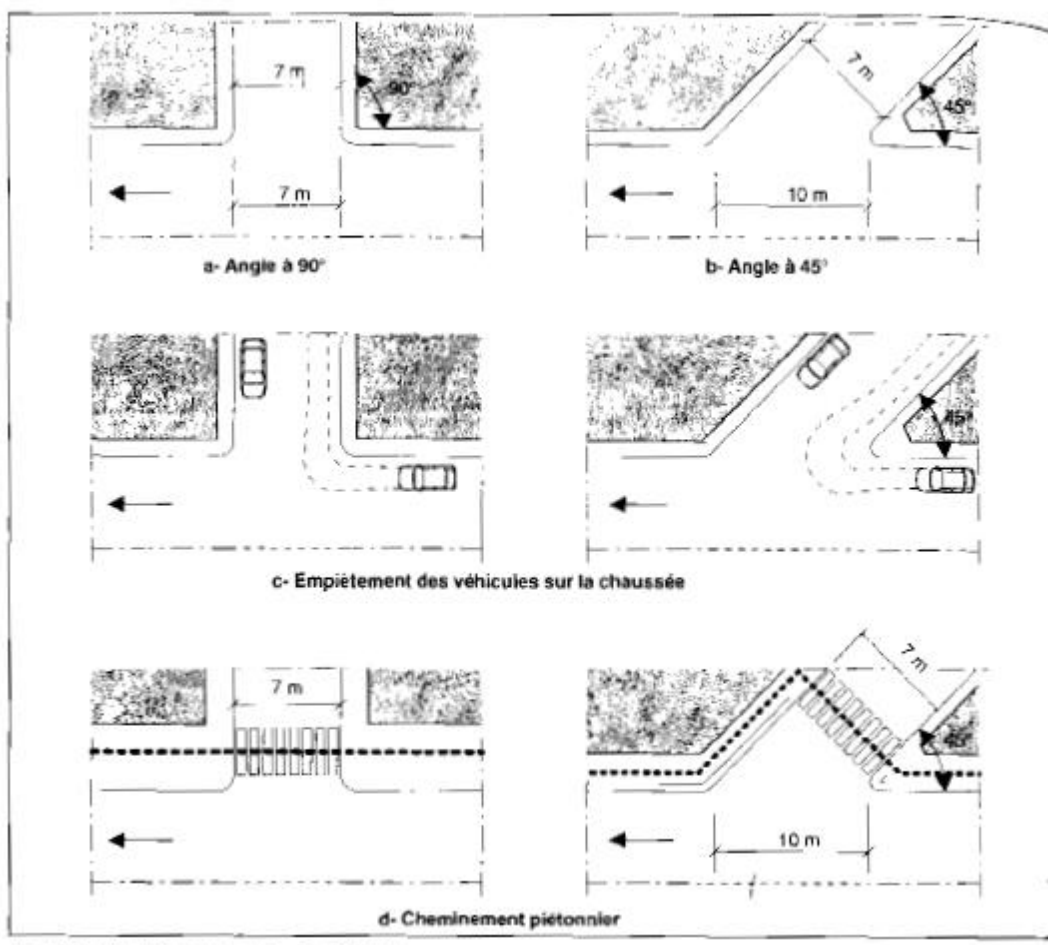 7 m
90°
7 m
a- Angle à 90°
7 m
45°
10 m
b- Angle à 45°
45°
c- Empiètement des véhicules sur la chaussée
7 m
7 m
45°
10 m
d- Cheminement piétonnier